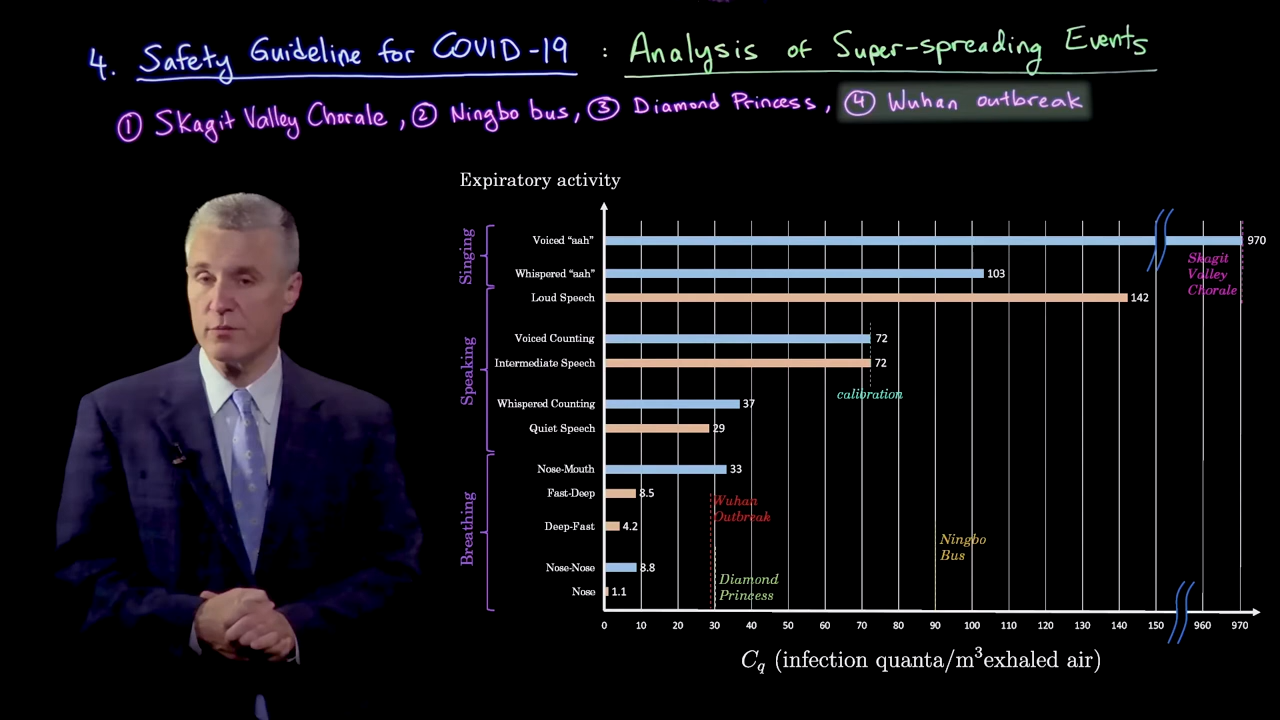 4. Safety Guideline for COVID-19 : Analysis of Super-spreading Events
① Skagit Valley Chorale, ② Ningbo bus, ③ Diamond Princess, ④ Wuhan outbreak
Expiratory activity
Singing
Voiced “aah” 970
Skagit
Valley
Chorale
Whispered “aah” 103
Speaking
Loud Speech 142
Voiced Counting 72
Intermediate Speech 72
calibration
Whispered Counting 37
Quiet Speech 29
Breathing
Nose-Mouth 33
Fast-Deep 8.5
Wuhan
Outbreak
Deep-Fast 4.2
Ningbo
Bus
Nose-Nose 8.8
Diamond
Princess
Nose 1.1
0 10 20 30 40 50 60 70 80 90 100 110 120 130 140 150 960 970
Cq (infection quanta/m³exhaled air)